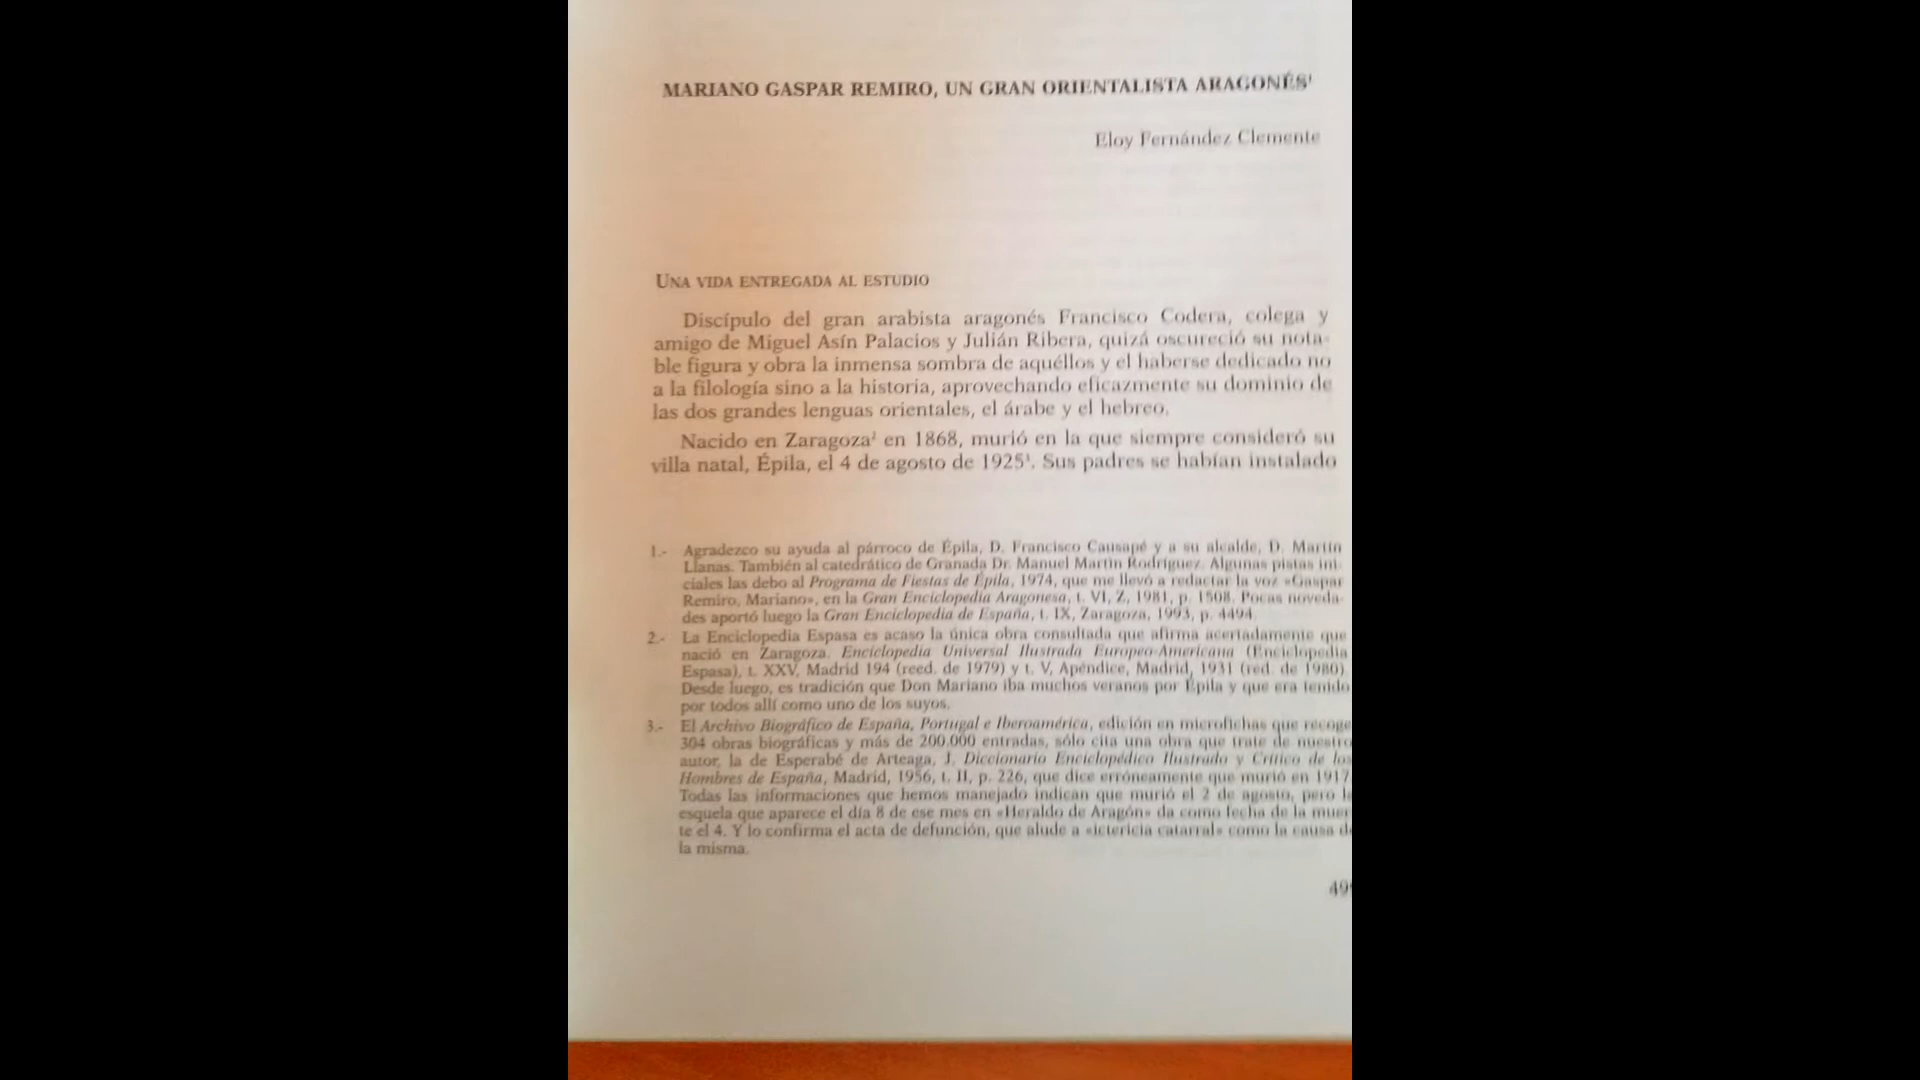 MARIANO GASPAR REMIRO, UN GRAN ORIENTALISTA ARAGONÉS¹
Eloy Fernández Clemente
UNA VIDA ENTREGADA AL ESTUDIO
Discípulo del gran arabista aragonés Francisco Codera, colega y
amigo de Miguel Asín Palacios y Julián Ribera, quizá oscureció su nota-
ble figura y obra la inmensa sombra de aquéllos y el haberse dedicado no
a la filología sino a la historia, aprovechando eficazmente su dominio de
las dos grandes lenguas orientales, el árabe y el hebreo.
Nacido en Zaragoza² en 1868, murió en la que siempre consideró su
villa natal, Épila, el 4 de agosto de 1925³. Sus padres se habían instalado
1.- Agradezco su ayuda al párroco de Épila, D. Francisco Causapé y a su alcalde, D. Martín
Llanas. También al catedrático de Granada Dr. Manuel Martín Rodríguez. Algunas pistas ini-
ciales las debo al Programa de Fiestas de Épila, 1974, que me llevó a redactar la voz «Gaspar
Remiro, Mariano», en la Gran Enciclopedia Aragonesa, t. VI, Z, 1981, p. 1508. Pocas noveda-
des aportó luego la Gran Enciclopedia de España, t. IX, Zaragoza, 1993, p. 4494.
2.- La Enciclopedia Espasa es acaso la única obra consultada que afirma acertadamente que
nació en Zaragoza. Enciclopedia Universal Ilustrada Europeo-Americana (Enciclopedia
Espasa), t. XXV, Madrid 194 (reed. de 1979) y t. V, Apéndice, Madrid, 1931 (red. de 1980).
Desde luego, es tradición que Don Mariano iba muchos veranos por Épila y que era tenido
por todos allí como uno de los suyos.
3.- El Archivo Biográfico de España, Portugal e Iberoamérica, edición en microfichas que recoge
304 obras biográficas y más de 200.000 entradas, sólo cita una obra que trate de nuestro
autor, la de Esperabé de Arteaga, J. Diccionario Enciclopédico Ilustrado y Crítico de los
Hombres de España, Madrid, 1956, t. II, p. 226, que dice erróneamente que murió en 1917.
Todas las informaciones que hemos manejado indican que murió el 2 de agosto, pero la
esquela que aparece el día 8 de ese mes en «Heraldo de Aragón» da como fecha de la muer-
te el 4. Y lo confirma el acta de defunción, que alude a «ictericia catarral» como la causa de
la misma.